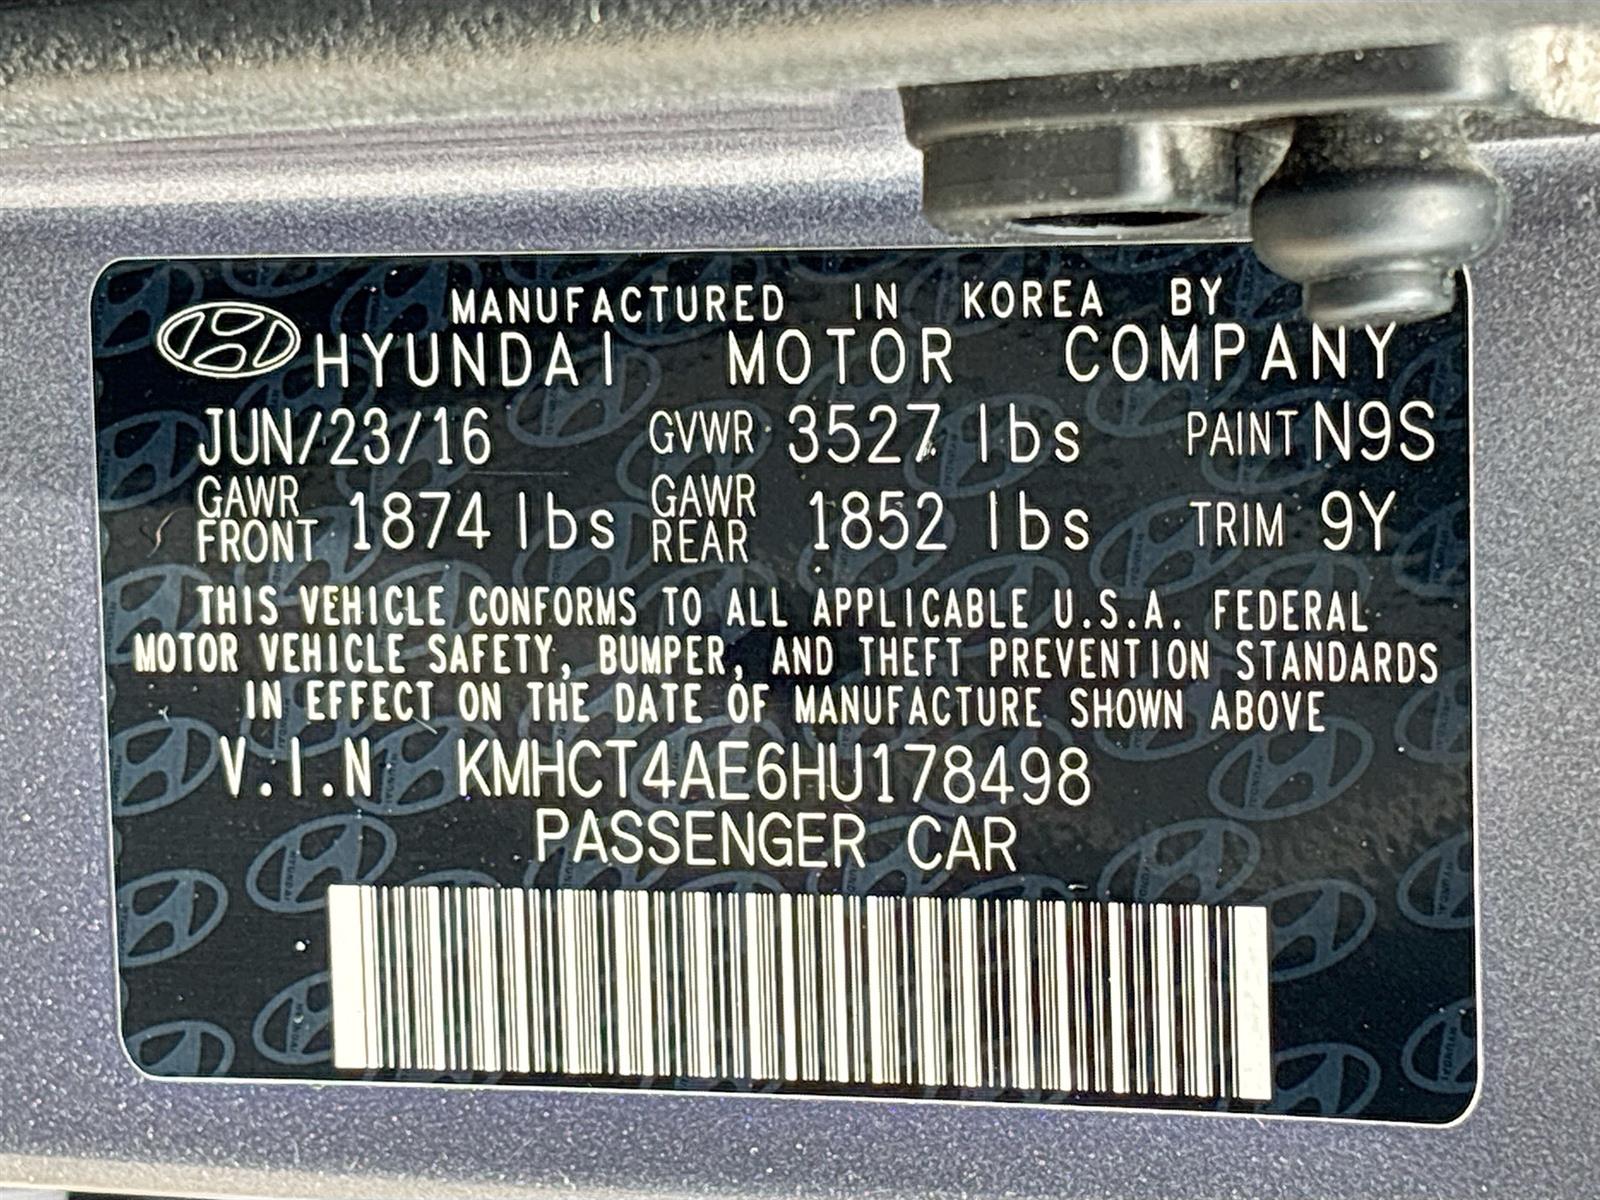 MANUFACTURED IN KOREA BY
HYUNDAI MOTOR COMPANY
JUN/23/16 GVWR 3527 lbs PAINT N9S
GAWR FRONT 1874 lbs GAWR REAR 1852 lbs TRIM 9Y
THIS VEHICLE CONFORMS TO ALL APPLICABLE U.S.A. FEDERAL
MOTOR VEHICLE SAFETY, BUMPER, AND THEFT PREVENTION STANDARDS
IN EFFECT ON THE DATE OF MANUFACTURE SHOWN ABOVE
V.I.N KMHCT4AE6HU178498
PASSENGER CAR